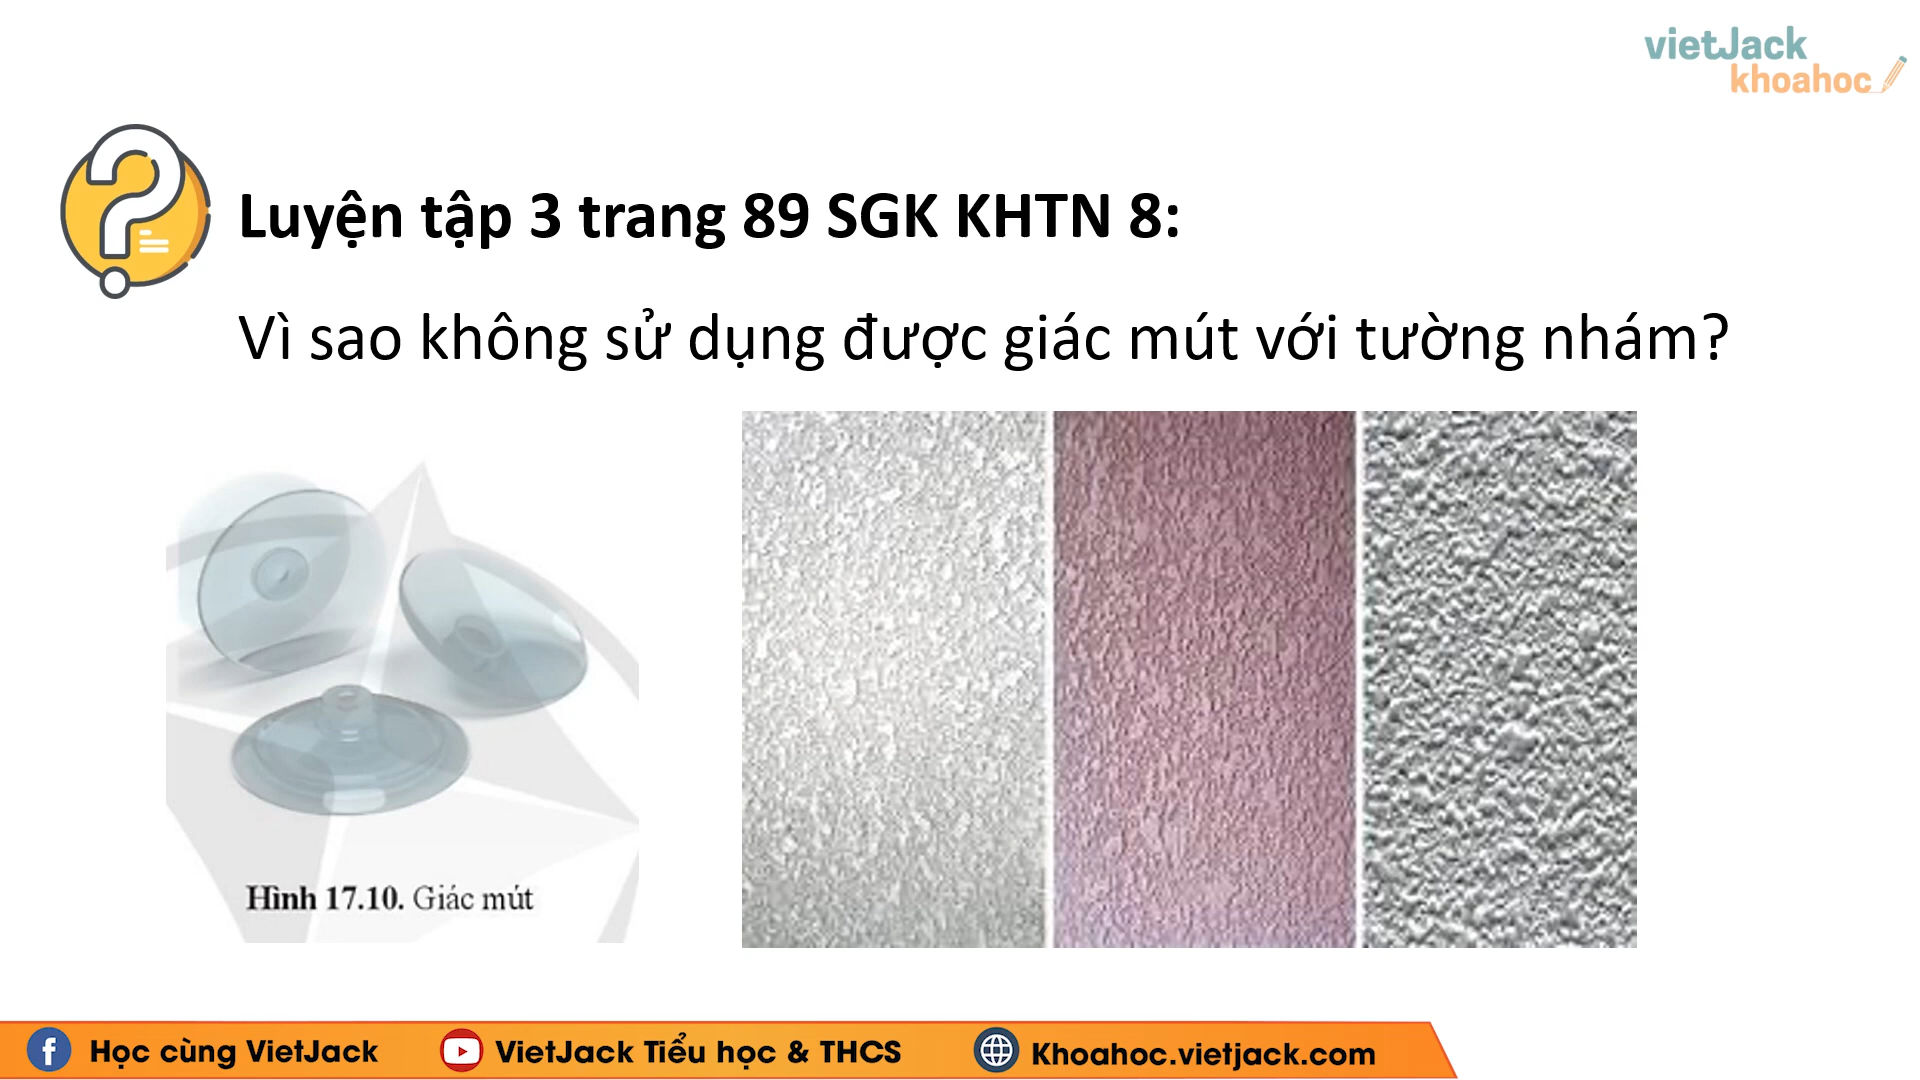 vietJack
khoahoc
Luyện tập 3 trang 89 SGK KHTN 8:
Vì sao không sử dụng được giác mút với tường nhám?
Hình 17.10. Giác mút
Học cùng VietJack
VietJack Tiểu học & THCS
Khoahoc.vietjack.com